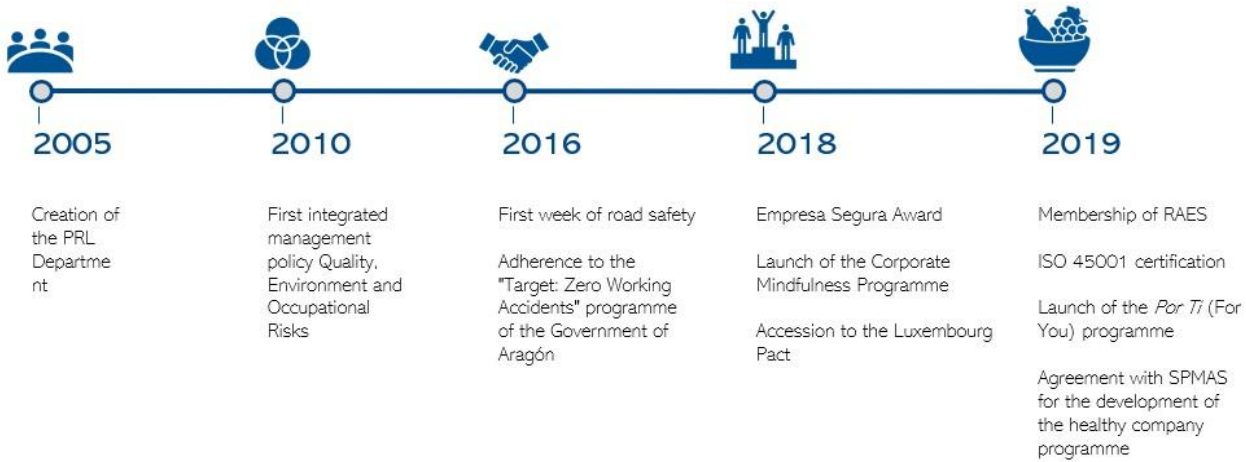 2005
Creation of
the PRL
Departme
nt
2010
First integrated
management
policy Quality,
Environment and
Occupational
Risks
2016
First week of road safety
Adherence to the
"Target: Zero Working
Accidents" programme
of the Government of
Aragón
2018
Empresa Segura Award
Launch of the Corporate
Mindfulness Programme
Accession to the Luxembourg
Pact
2019
Membership of RAES
ISO 45001 certification
Launch of the Por Ti (For
You) programme
Agreement with SPMAS
for the development of
the healthy company
programme